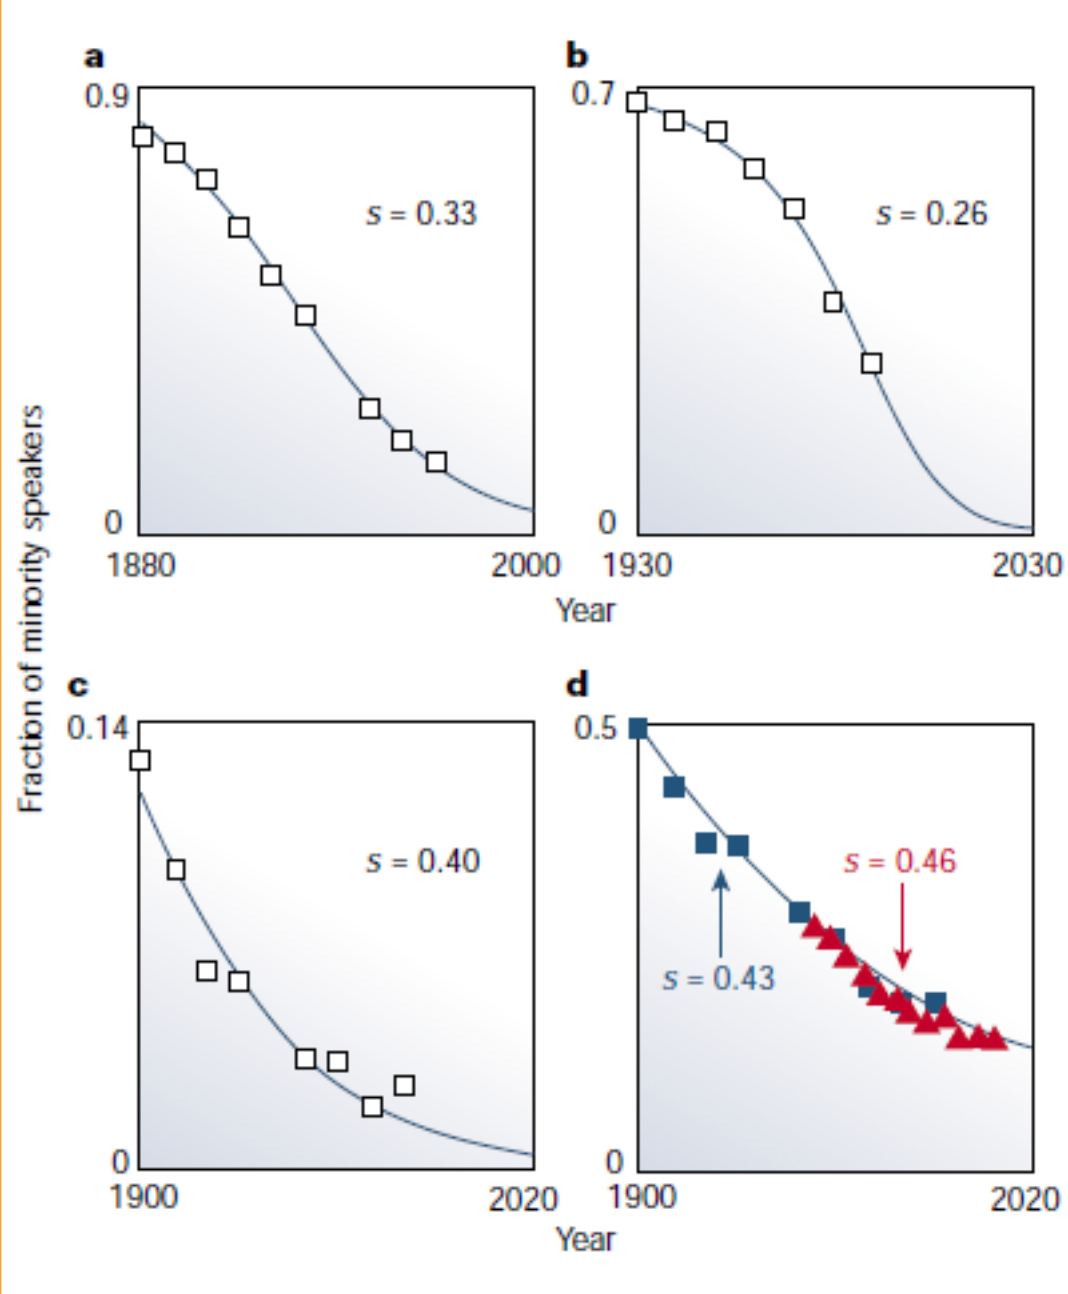 a
0.9
s = 0.33
0
1880 2000
b
0.7
s = 0.26
0
1930 2030
Year
Fraction of minority speakers
c
0.14
s = 0.40
0
1900 2020
d
0.5
s = 0.46
s = 0.43
0
1900 2020
Year